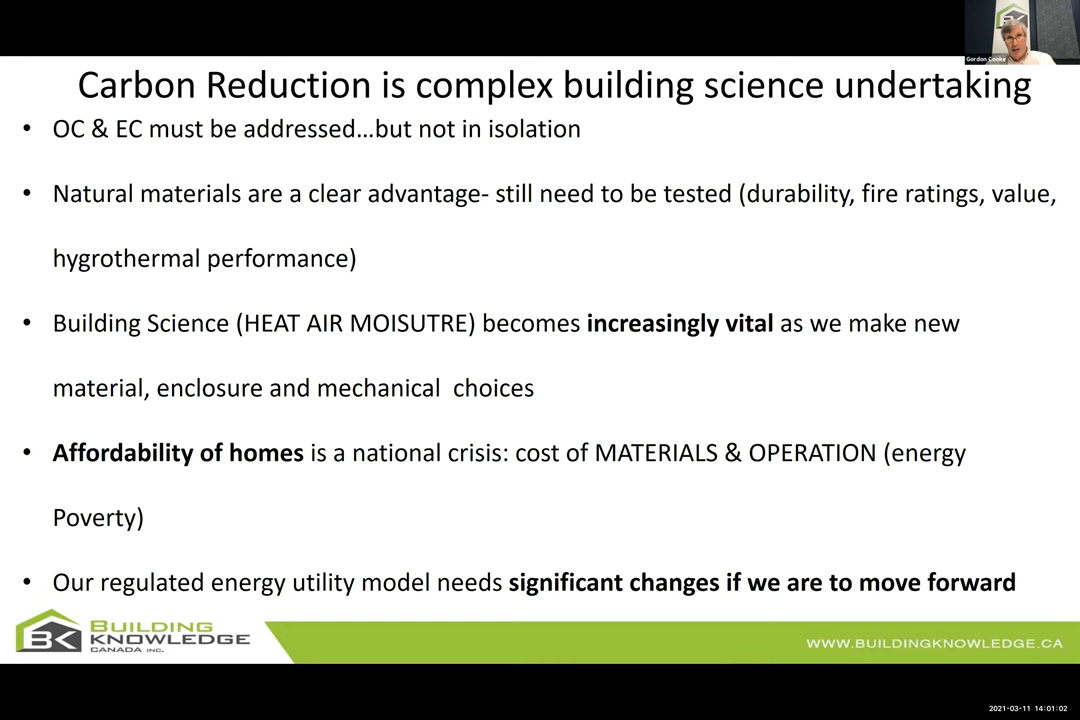 BK
Gordon Cooke
Carbon Reduction is complex building science undertaking
• OC & EC must be addressed…but not in isolation
• Natural materials are a clear advantage- still need to be tested (durability, fire ratings, value,
hygrothermal performance)
• Building Science (HEAT AIR MOISUTRE) becomes increasingly vital as we make new
material, enclosure and mechanical  choices
• Affordability of homes is a national crisis: cost of MATERIALS & OPERATION (energy
Poverty)
• Our regulated energy utility model needs significant changes if we are to move forward
BK
BUILDING
KNOWLEDGE
CANADA INC.
WWW.BUILDINGKNOWLEDGE.CA
2021-03-11 14:01:02